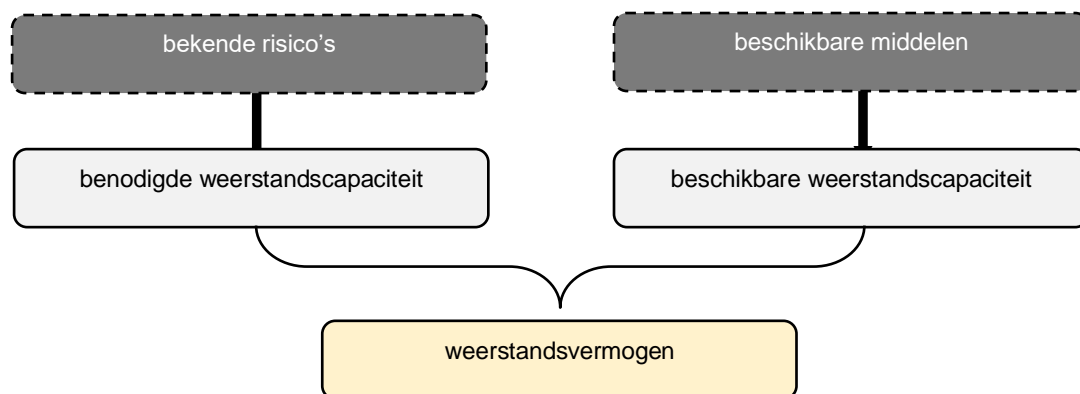 bekende risico’s
beschikbare middelen
benodigde weerstandscapaciteit
beschikbare weerstandscapaciteit
weerstandsvermogen